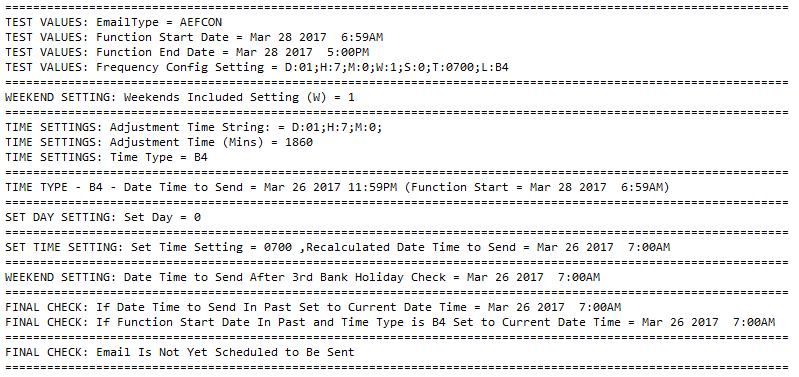 ================================================================================================================
TEST VALUES: EmailType = AEFCON
TEST VALUES: Function Start Date = Mar 28 2017  6:59AM
TEST VALUES: Function End Date = Mar 28 2017  5:00PM
TEST VALUES: Frequency Config Setting = D:01;H:7;M:0;W:1;S:0;T:0700;L:B4
================================================================================================================
WEEKEND SETTING: Weekends Included Setting (W) = 1
================================================================================================================
TIME SETTINGS: Adjustment Time String: = D:01;H:7;M:0;
TIME SETTINGS: Adjustment Time (Mins) = 1860
TIME SETTINGS: Time Type = B4
================================================================================================================
TIME TYPE - B4 - Date Time to Send = Mar 26 2017 11:59PM (Function Start = Mar 28 2017  6:59AM)
================================================================================================================
SET DAY SETTING: Set Day = 0
================================================================================================================
SET TIME SETTING: Set Time Setting = 0700 ,Recalculated Date Time to Send = Mar 26 2017  7:00AM
================================================================================================================
WEEKEND SETTING: Date Time to Send After 3rd Bank Holiday Check = Mar 26 2017  7:00AM
================================================================================================================
FINAL CHECK: If Date Time to Send In Past Set to Current Date Time = Mar 26 2017  7:00AM
FINAL CHECK: If Function Start Date In Past and Time Type is B4 Set to Current Date Time = Mar 26 2017  7:00AM
================================================================================================================
FINAL CHECK: Email Is Not Yet Scheduled to Be Sent
================================================================================================================